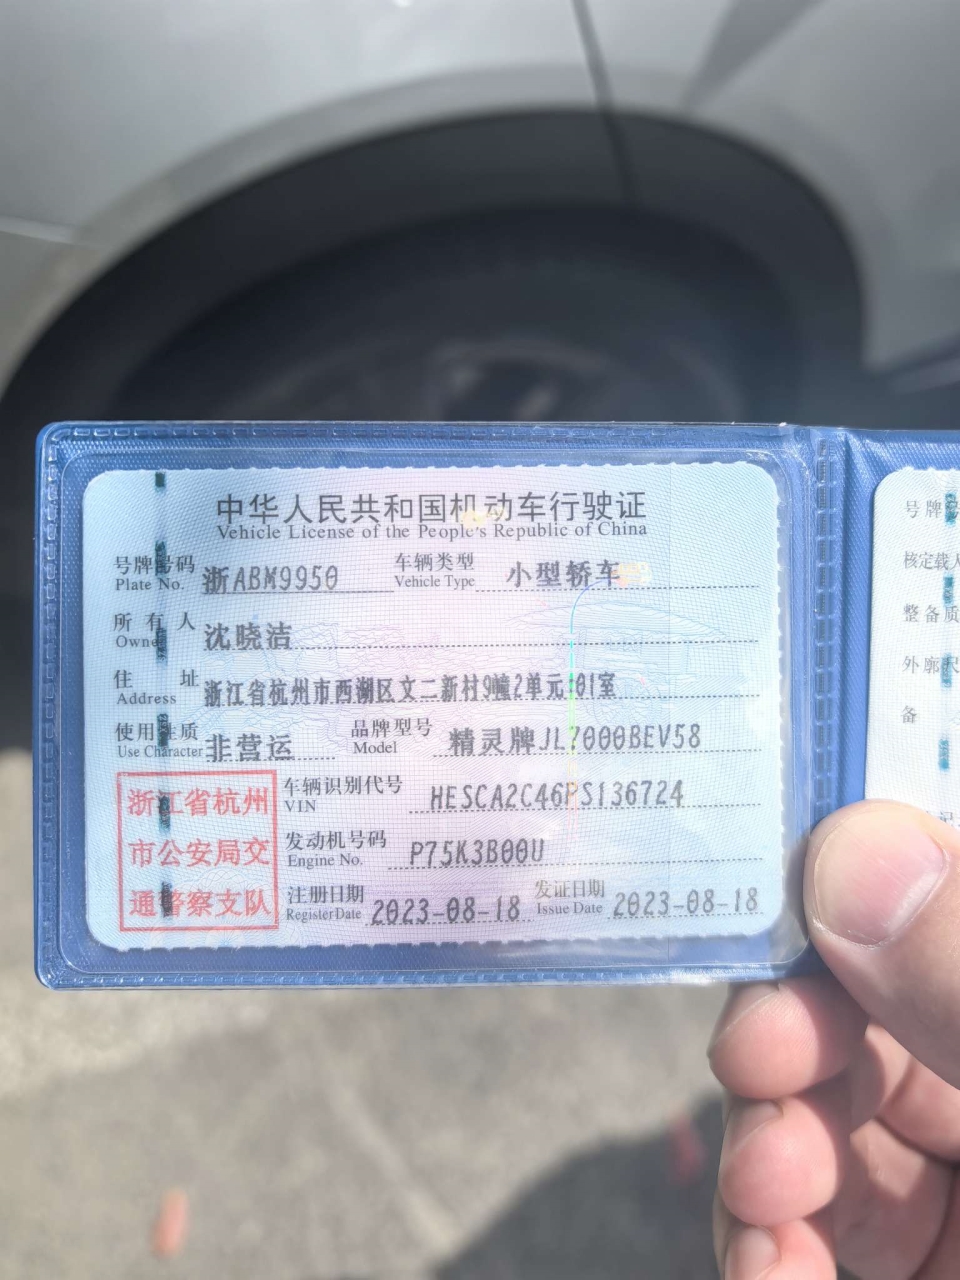 中华人民共和国机动车行驶证
Vehicle License of the People's Republic of China
号牌号码 浙ABM9950 车辆类型 小型轿车
Plate No. Vehicle Type
所有人 沈晓洁
Owner
住址 浙江省杭州市西湖区文二新村9幢2单元 01室
Address
使用性质 非营运 品牌型号 精灵牌JL7000BEV58
Use Character Model
浙江省杭州
市公安局交
通警察支队
车辆识别代号 HESCA2C46PS136724
VIN
发动机号码 P75K3B00U
Engine No.
注册日期 2023-08-18 发证日期 2023-08-18
Register Date Issue Date
号牌
核定载人
整备质
外廓尺
备